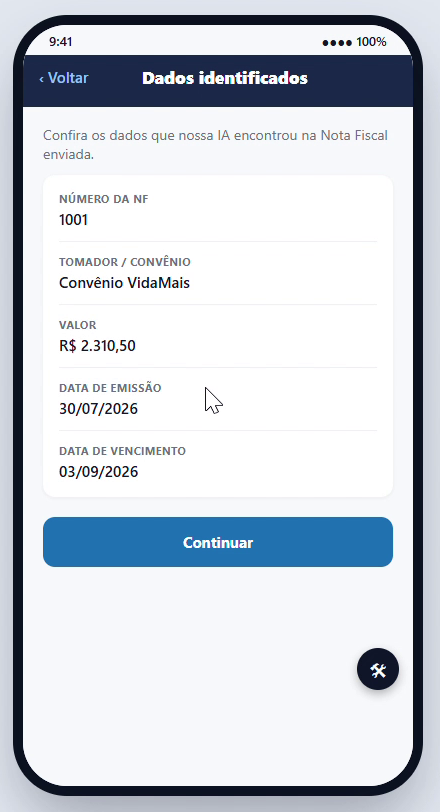 9:41
100%
‹ Voltar
Dados identificados
Confira os dados que nossa IA encontrou na Nota Fiscal
enviada.
NÚMERO DA NF
1001
TOMADOR / CONVÊNIO
Convênio VidaMais
VALOR
R$ 2.310,50
DATA DE EMISSÃO
30/07/2026
DATA DE VENCIMENTO
03/09/2026
Continuar